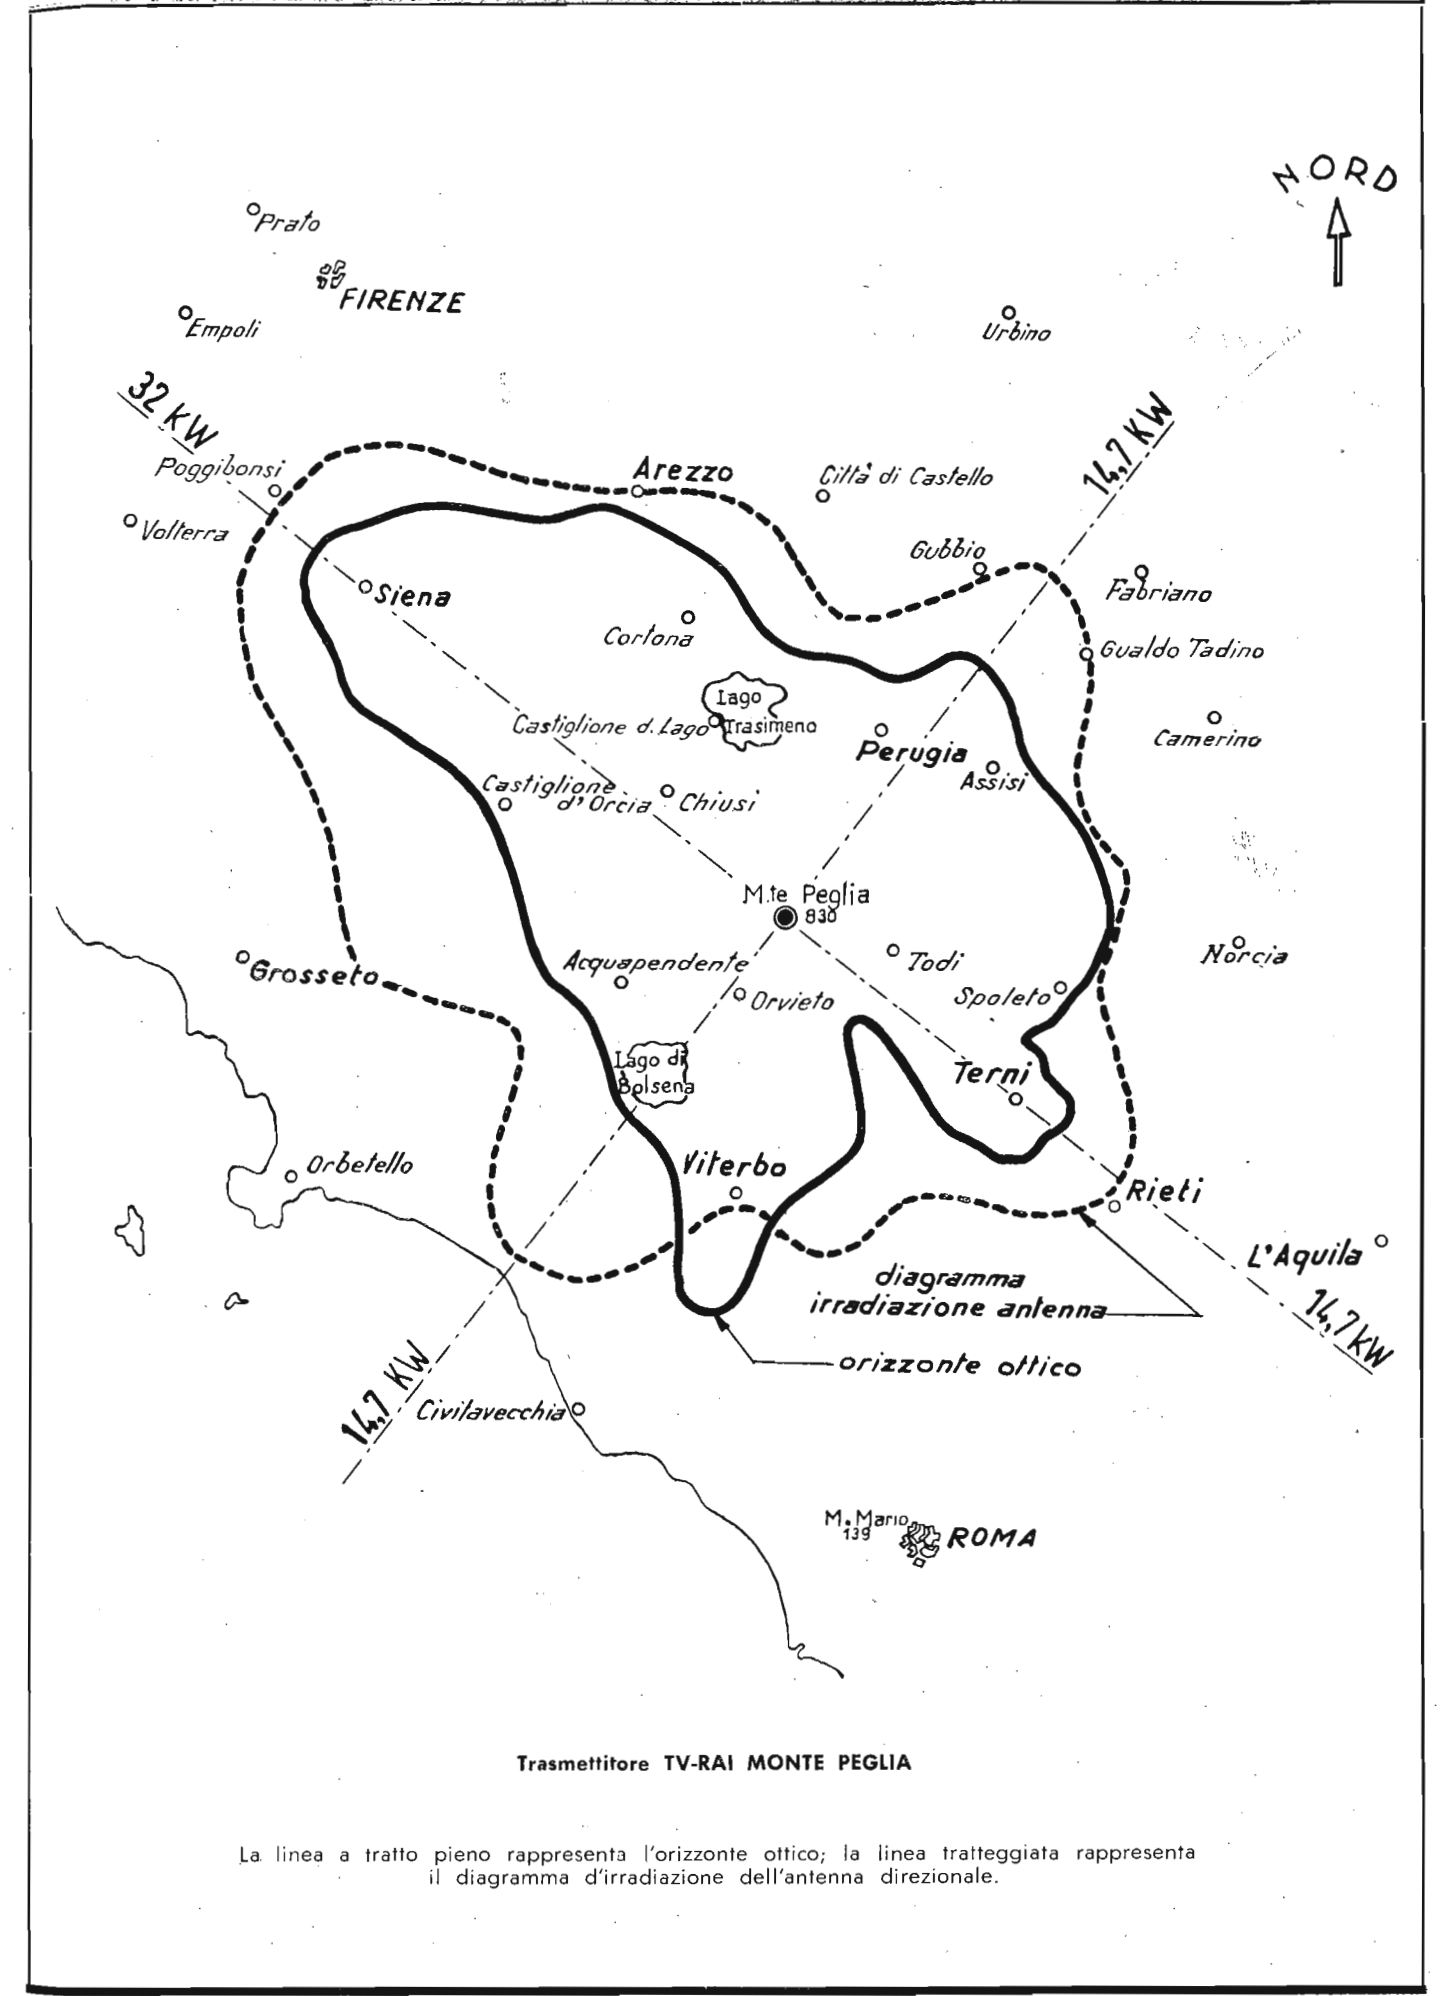 NORD
Prato
FIRENZE
Empoli
Urbino
32 KW
14,7 KW
Poggibonsi
Arezzo
Città di Castello
Volterra
Gubbio
Siena
Fabriano
Cortona
Gualdo Tadino
Lago
Trasimeno
Castiglione d. Lago
Perugia
Camerino
Assisi
Castiglione
d'Orcia
Chiusi
M.te Peglia
830
Acquapendente
Todi
Norcia
Grosseto
Orvieto
Spoleto
Lago di
Bolsena
Terni
Orbetello
Viterbo
Rieti
L'Aquila
diagramma
irradiazione antenna
14,7 KW
orizzonte ottico
14,7 KW
Civitavecchia
M. Mario
139
ROMA
Trasmettitore TV-RAI MONTE PEGLIA
La linea a tratto pieno rappresenta l'orizzonte ottico; la linea tratteggiata rappresenta
il diagramma d'irradiazione dell'antenna direzionale.